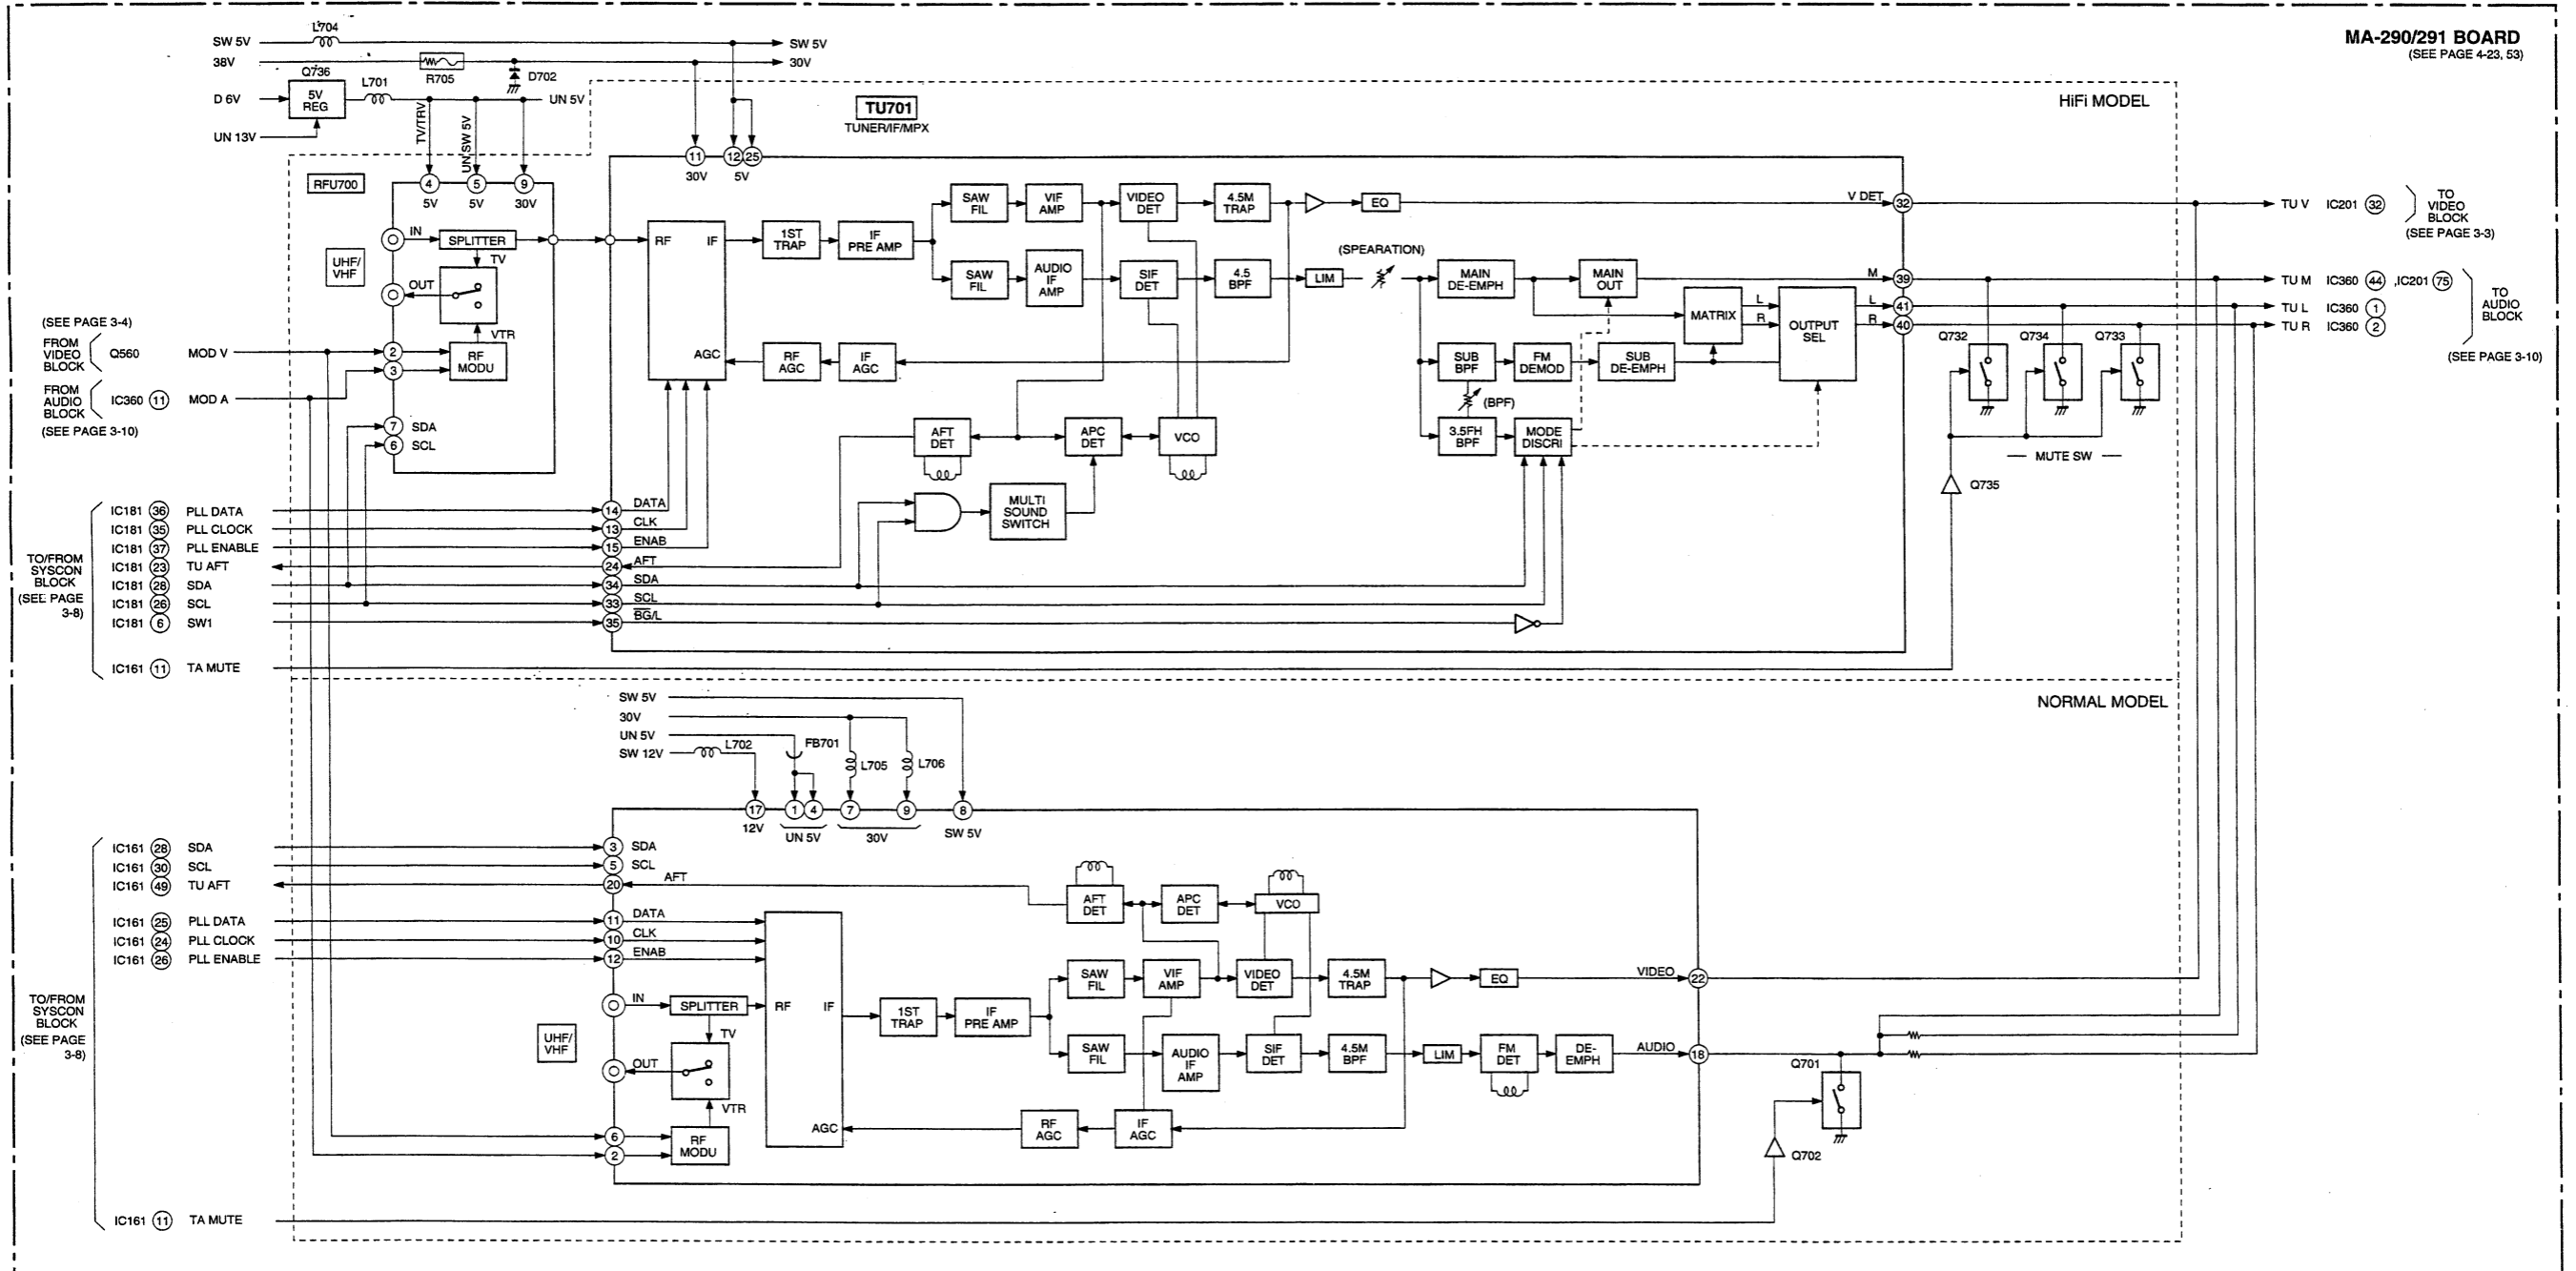 MA-290/291 BOARD
(SEE PAGE 4-23, 53)
L704
SW 5V
SW 5V
38V
30V
R705
D702
Q736
L701
D 6V
5V
REG
UN 5V
UN 13V
TV/TRV
UN SW 5V
HiFi MODEL
TU701
TUNER/IF/MPX
11
12
25
30V
5V
RFU700
4
5
9
5V
5V
30V
IN
SPLITTER
TV
UHF/
VHF
OUT
VTR
RF
MODU
2
3
7
SDA
6
SCL
(SEE PAGE 3-4)
FROM
VIDEO
BLOCK
Q560
MOD V
FROM
AUDIO
BLOCK
IC360
11
MOD A
(SEE PAGE 3-10)
RF
IF
AGC
1ST
TRAP
IF
PRE AMP
SAW
FIL
VIF
AMP
VIDEO
DET
4.5M
TRAP
EQ
V DET
32
TU V
IC201
32
TO
VIDEO
BLOCK
(SEE PAGE 3-3)
SAW
FIL
AUDIO
IF
AMP
SIF
DET
4.5
BPF
LIM
(SPEARATION)
MAIN
DE-EMPH
MAIN
OUT
M
39
TU M
IC360
44
,IC201
75
MATRIX
L
R
OUTPUT
SEL
L
41
R
40
TU L
IC360
1
TU R
IC360
2
TO
AUDIO
BLOCK
(SEE PAGE 3-10)
Q732
Q734
Q733
RF
AGC
IF
AGC
SUB
BPF
FM
DEMOD
SUB
DE-EMPH
(BPF)
3.5FH
BPF
MODE
DISCRI
AFT
DET
APC
DET
VCO
MUTE SW
Q735
MULTI
SOUND
SWITCH
TO/FROM
SYSCON
BLOCK
(SEE PAGE
3-8)
IC181
36
PLL DATA
14
DATA
IC181
35
PLL CLOCK
13
CLK
IC181
37
PLL ENABLE
15
ENAB
IC181
23
TU AFT
24
AFT
IC181
28
SDA
34
SDA
IC181
26
SCL
33
SCL
IC181
6
SW1
35
BG/L
IC161
11
TA MUTE
NORMAL MODEL
SW 5V
30V
UN 5V
SW 12V
L702
FB701
L705
L706
17
1
4
7
9
8
12V
UN 5V
30V
SW 5V
TO/FROM
SYSCON
BLOCK
(SEE PAGE
3-8)
IC161
28
SDA
3
SDA
IC161
30
SCL
5
SCL
IC161
49
TU AFT
20
AFT
IC161
25
PLL DATA
11
DATA
IC161
24
PLL CLOCK
10
CLK
IC161
26
PLL ENABLE
12
ENAB
AFT
DET
APC
DET
VCO
IN
SPLITTER
RF
IF
AGC
TV
UHF/
VHF
OUT
VTR
6
2
RF
MODU
1ST
TRAP
IF
PRE AMP
SAW
FIL
VIF
AMP
VIDEO
DET
4.5M
TRAP
EQ
VIDEO
22
SAW
FIL
AUDIO
IF
AMP
SIF
DET
4.5M
BPF
LIM
FM
DET
DE-
EMPH
AUDIO
18
RF
AGC
IF
AGC
Q701
Q702
IC161
11
TA MUTE